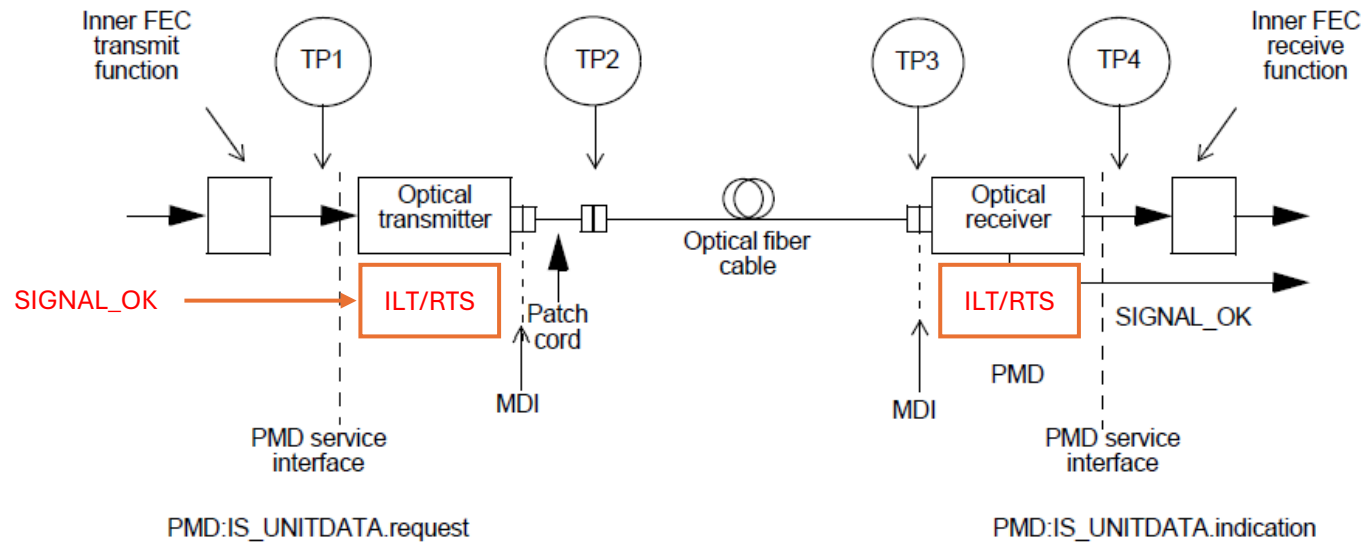 Inner FEC
transmit
function
TP1
TP2
TP3
TP4
Inner FEC
receive
function
Optical
transmitter
Optical fiber
cable
Optical
receiver
SIGNAL_OK
ILT/RTS
Patch
cord
ILT/RTS
SIGNAL_OK
PMD
MDI
MDI
PMD service
interface
PMD service
interface
PMD:IS_UNITDATA.request
PMD:IS_UNITDATA.indication